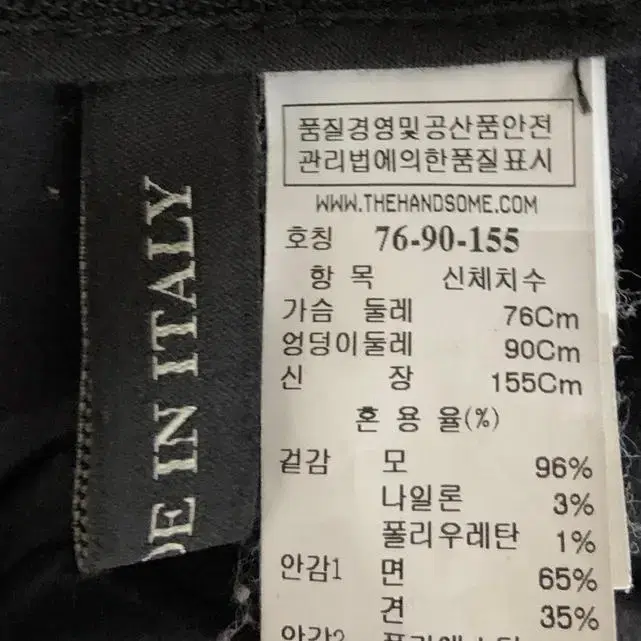 품질경영및공산품안전
관리법에의한품질표시
WWW.THEHANDSOME.COM
호칭 76-90-155
항 목 신체치수
가슴 둘레 76Cm
엉덩이둘레 90Cm
신 장 155Cm
혼 용 율(%)
겉감 모 96%
나일론 3%
폴리우레탄 1%
안감1 면 65%
견 35%
안감2
IN ITALY